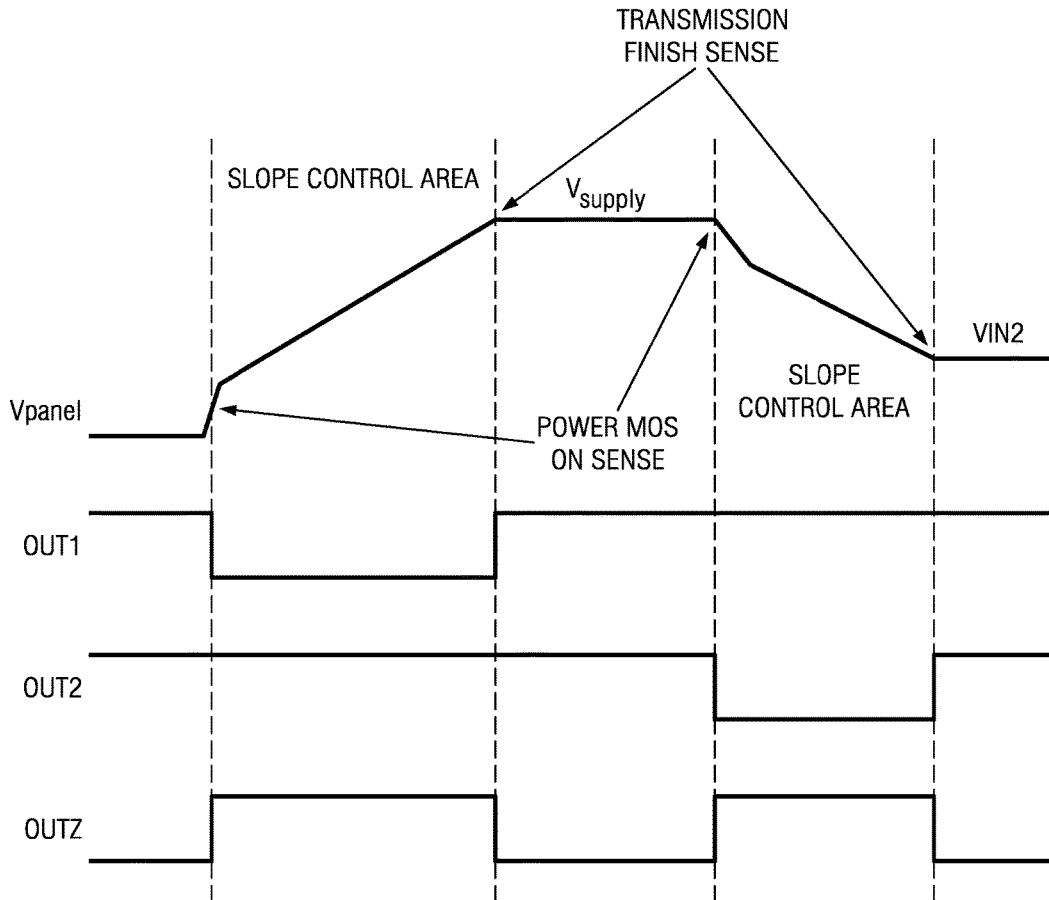 TRANSMISSION
FINISH SENSE
SLOPE CONTROL AREA
Vsupply
VIN2
SLOPE
CONTROL AREA
Vpanel
POWER MOS
ON SENSE
OUT1
OUT2
OUTZ